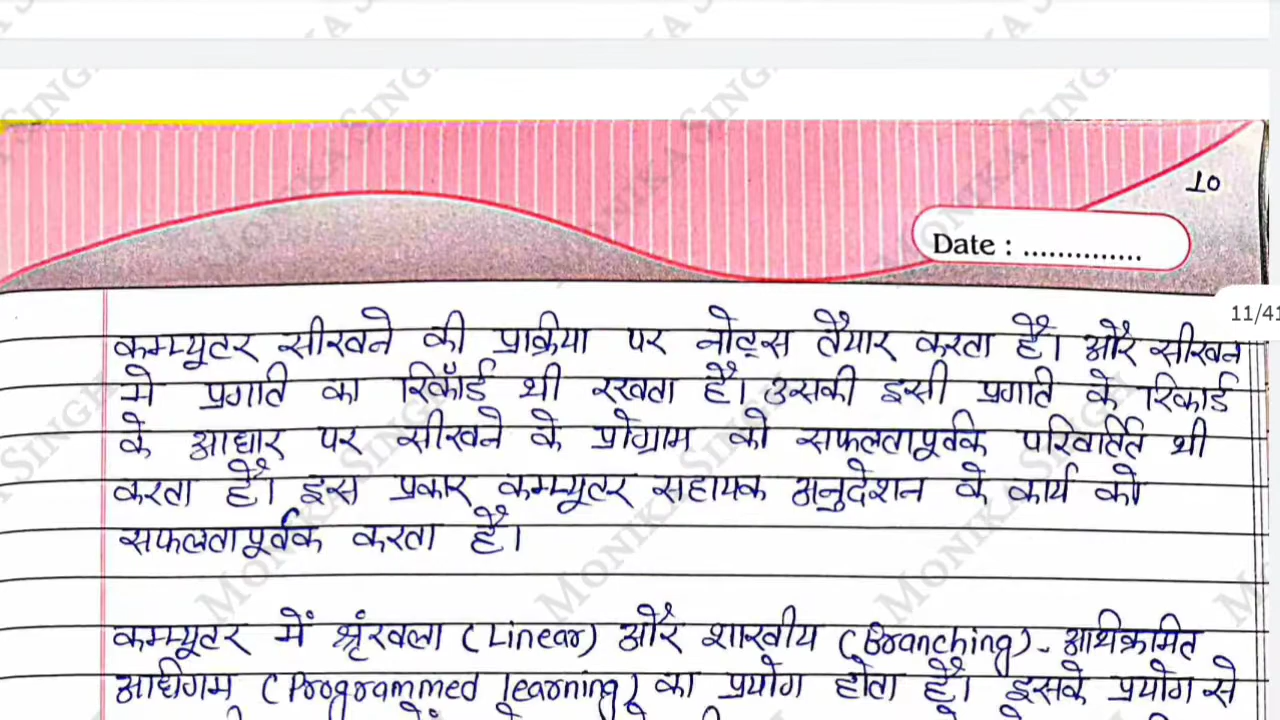 10
Date : ..............
11/41
कम्प्यूटर सीखने की प्रक्रिया पर नोट्स तैयार करता है। और सीखन
मे प्रगति का रिकॉर्ड भी रखता है। उसकी इसी प्रगति के रिकार्ड
के आधार पर सीखने के प्रोग्राम को सफलतापूर्वक परिवर्तित भी
करता है। इस प्रकार कम्प्यूटर सहायक अनुदेशन के कार्य को
सफलतापूर्वक करता है।
कम्प्यूटर में श्रृंखला (Linear) और शाखीय (Branching)- अभिक्रमित
अधिगम (Programmed learning) का प्रयोग होता है। इसके प्रयोग से
MONIKA SINGH